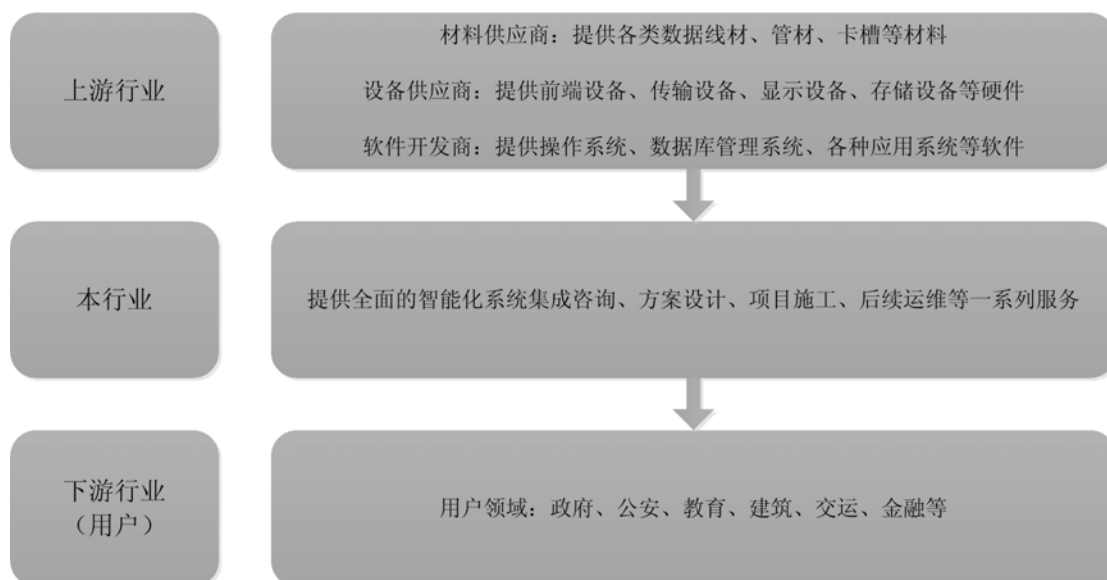 上游行业
材料供应商：提供各类数据线材、管材、卡槽等材料
设备供应商：提供前端设备、传输设备、显示设备、存储设备等硬件
软件开发商：提供操作系统、数据库管理系统、各种应用系统等软件
本行业
提供全面的智能化系统集成咨询、方案设计、项目施工、后续运维等一系列服务
下游行业
（用户）
用户领域：政府、公安、教育、建筑、交运、金融等